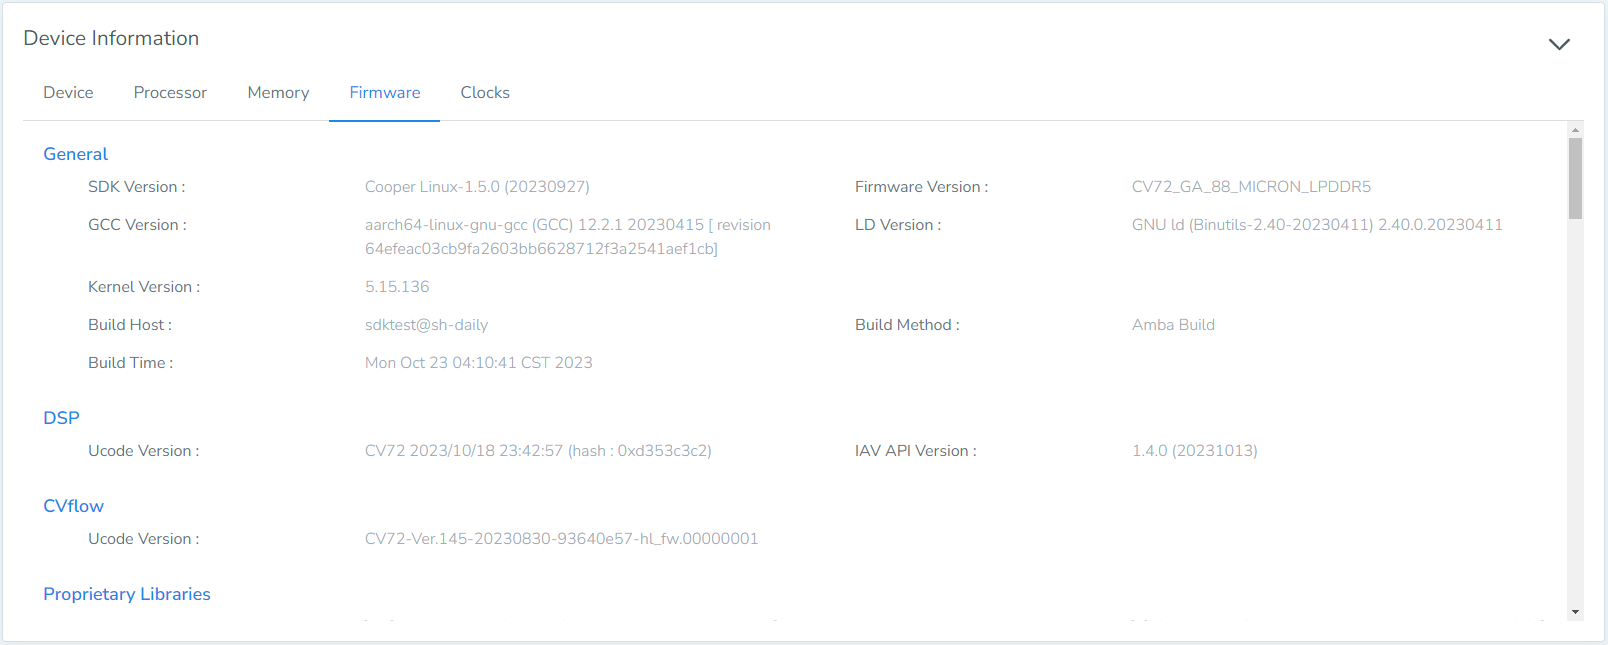 Device Information
Device Processor Memory Firmware Clocks
General
SDK Version : Cooper Linux-1.5.0 (20230927) Firmware Version : CV72_GA_88_MICRON_LPDDR5
GCC Version : aarch64-linux-gnu-gcc (GCC) 12.2.1 20230415 [ revision LD Version : GNU ld (Binutils-2.40-20230411) 2.40.0.20230411
64efeac03cb9fa2603bb6628712f3a2541aef1cb]
Kernel Version : 5.15.136
Build Host : sdktest@sh-daily Build Method : Amba Build
Build Time : Mon Oct 23 04:10:41 CST 2023
DSP
Ucode Version : CV72 2023/10/18 23:42:57 (hash : 0xd353c3c2) IAV API Version : 1.4.0 (20231013)
CVflow
Ucode Version : CV72-Ver.145-20230830-93640e57-hl_fw.00000001
Proprietary Libraries